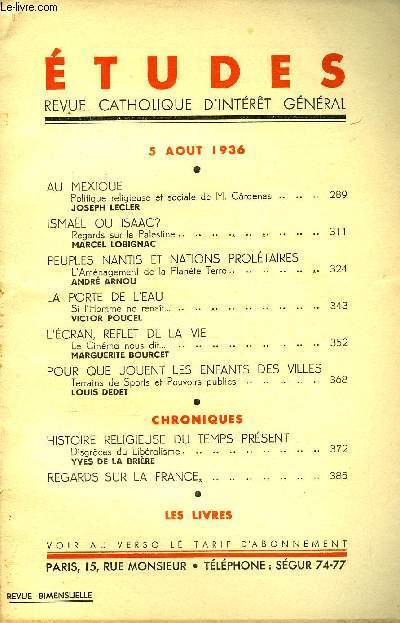 Le-livre.com
ÉTUDES
REVUE CATHOLIQUE D'INTÉRÊT GÉNÉRAL
5 AOUT 1936
AU MEXIQUE
Politique religieuse et sociale de M. Cárdenas .. .. .. 289
JOSEPH LECLER
ISMAËL OU ISAAC?
Regards sur la Palestine .. .. .. .. .. .. .. 311
MARCEL LOBIGNAC
PEUPLES NANTIS ET NATIONS PROLÉTAIRES
L'Aménagement de la Planète Terre .. .. .. .. .. 324
ANDRÉ ARNOU
LA PORTE DE L'EAU
Si l'Homme ne renaît .. .. .. .. .. .. .. 343
VICTOR POUCEL
L'ÉCRAN, REFLET DE LA VIE
Le Cinéma nous dit .. .. .. .. .. .. .. 352
MARGUERITE BOURCET
POUR QUE JOUENT LES ENFANTS DES VILLES
Terrains de Sports et Pouvoirs publics .. .. .. .. .. 368
LOUIS DEDET
CHRONIQUES
HISTOIRE RELIGIEUSE DU TEMPS PRÉSENT
Disgrâces du Libéralisme .. .. .. .. .. .. .. 372
YVES DE LA BRIÈRE
REGARDS SUR LA FRANCE .. .. .. .. .. .. .. 385
LES LIVRES
VOIR AU VERSO LE TARIF D'ABONNEMENT
PARIS, 15, RUE MONSIEUR • TÉLÉPHONE : SÉGUR 74-77
REVUE BIMENSUELLE